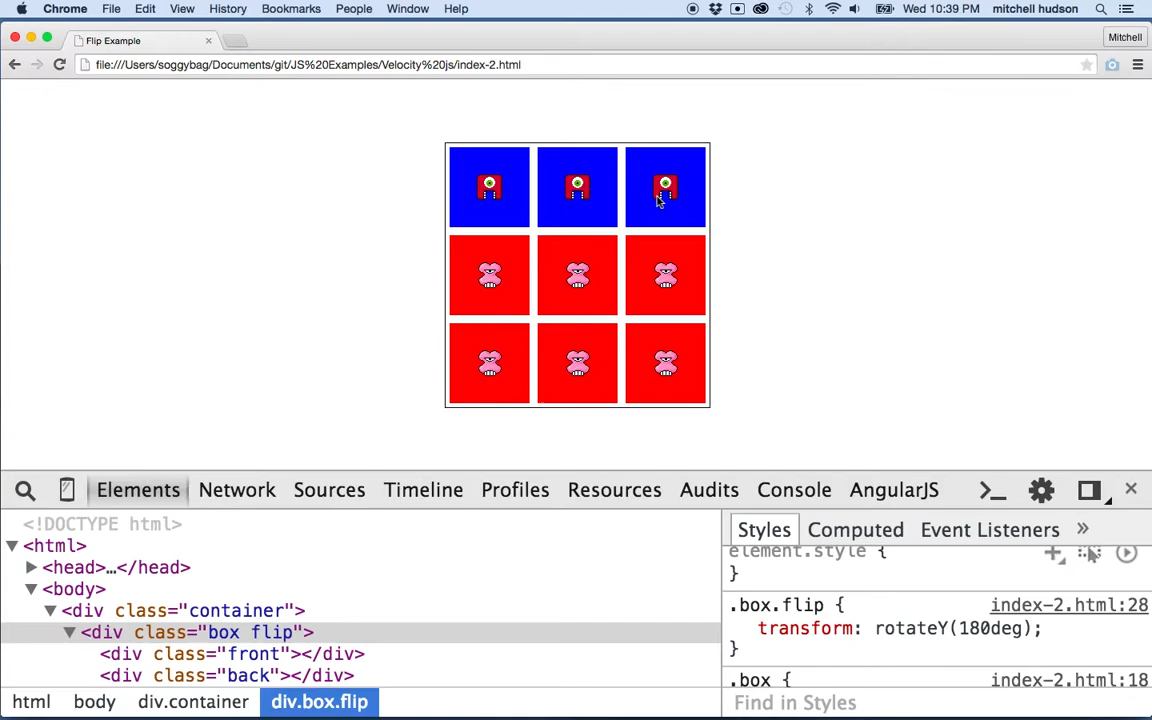 Chrome File Edit View History Bookmarks People Window Help Wed 10:39 PM mitchell hudson
Flip Example × Mitchell
file:///Users/soggybag/Documents/git/JS%20Examples/Velocity%20js/index-2.html
Elements Network Sources Timeline Profiles Resources Audits Console AngularJS
<!DOCTYPE html>
<html>
<head>…</head>
<body>
<div class="container">
<div class="box flip">
<div class="front"></div>
<div class="back"></div>
html body div.container div.box.flip
Styles Computed Event Listeners »
element.style {
}
.box.flip { index-2.html:28
transform: rotateY(180deg);
}
.box { index-2.html:18
Find in Styles